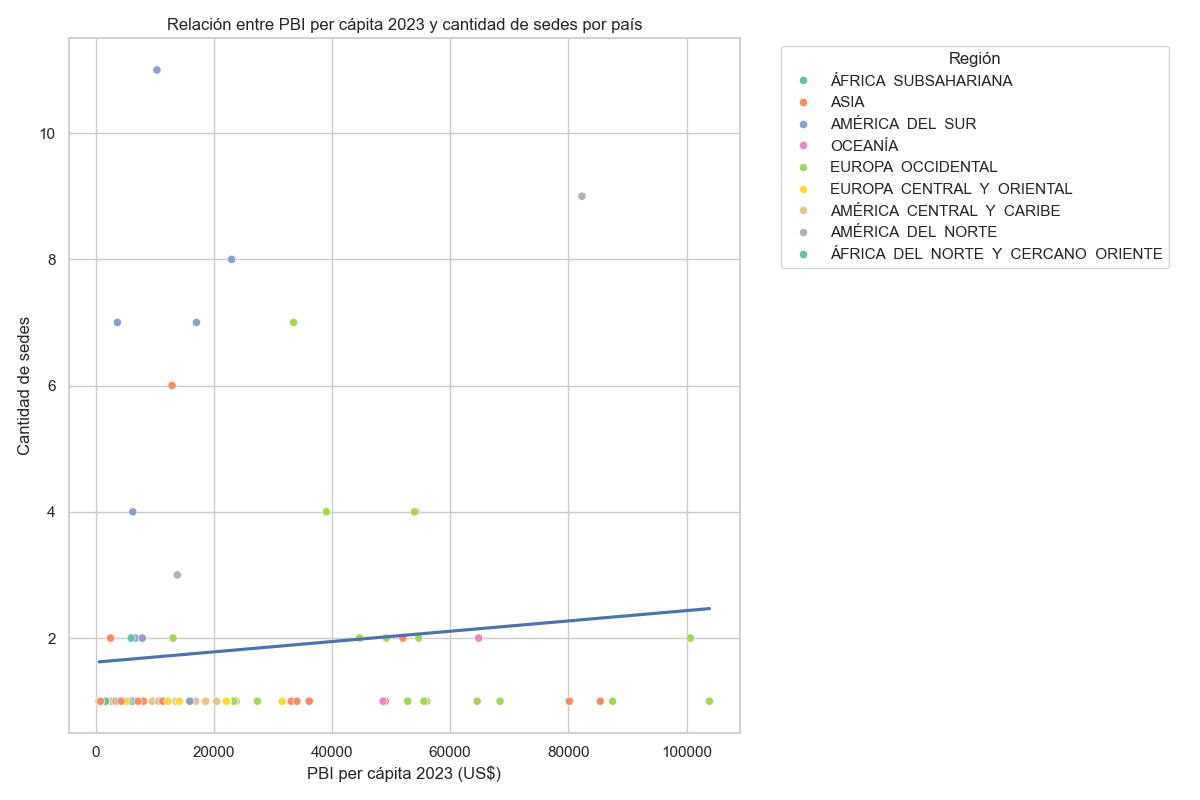 Relación entre PBI per cápita 2023 y cantidad de sedes por país
Cantidad de sedes
10
8
6
4
2
0
20000
40000
60000
80000
100000
PBI per cápita 2023 (US$)
Región
ÁFRICA SUBSAHARIANA
ASIA
AMÉRICA DEL SUR
OCEANÍA
EUROPA OCCIDENTAL
EUROPA CENTRAL Y ORIENTAL
AMÉRICA CENTRAL Y CARIBE
AMÉRICA DEL NORTE
ÁFRICA DEL NORTE Y CERCANO ORIENTE